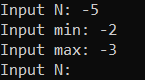 Input N: -5
Input min: -2
Input max: -3
Input N: